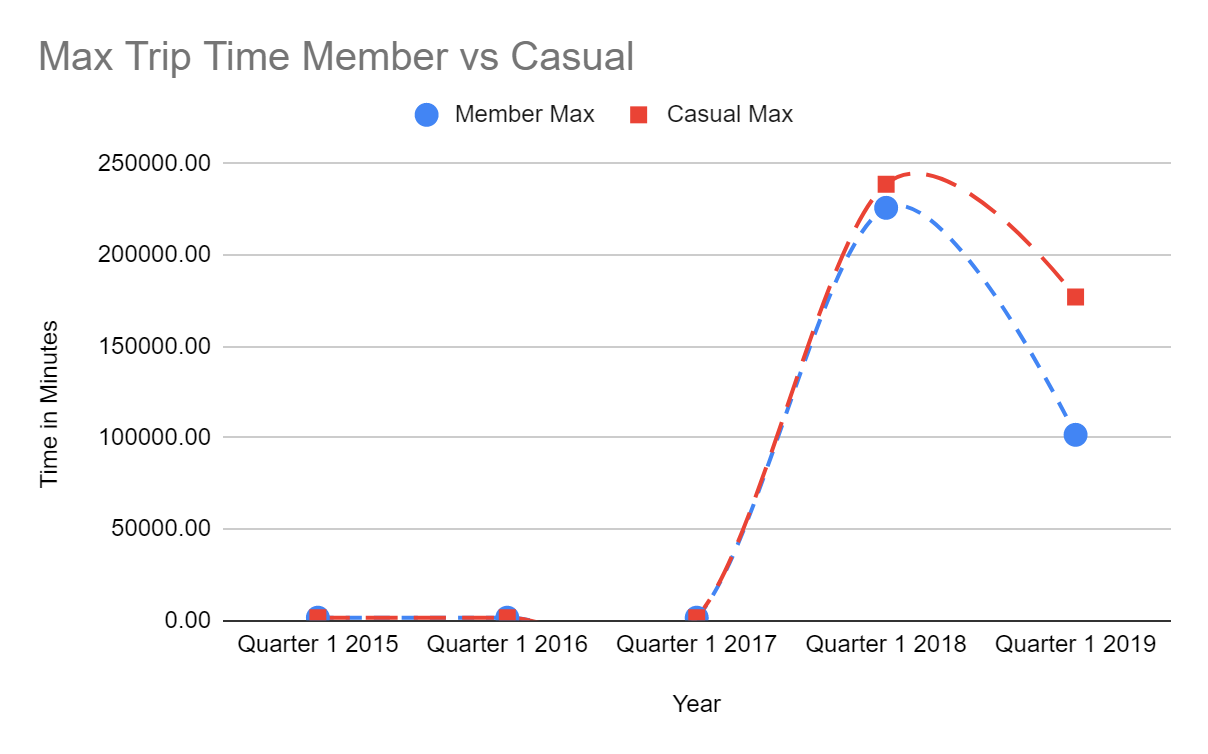 Max Trip Time Member vs Casual
Member Max
Casual Max
250000.00
200000.00
150000.00
100000.00
50000.00
0.00
Time in Minutes
Quarter 1 2015
Quarter 1 2016
Quarter 1 2017
Quarter 1 2018
Quarter 1 2019
Year